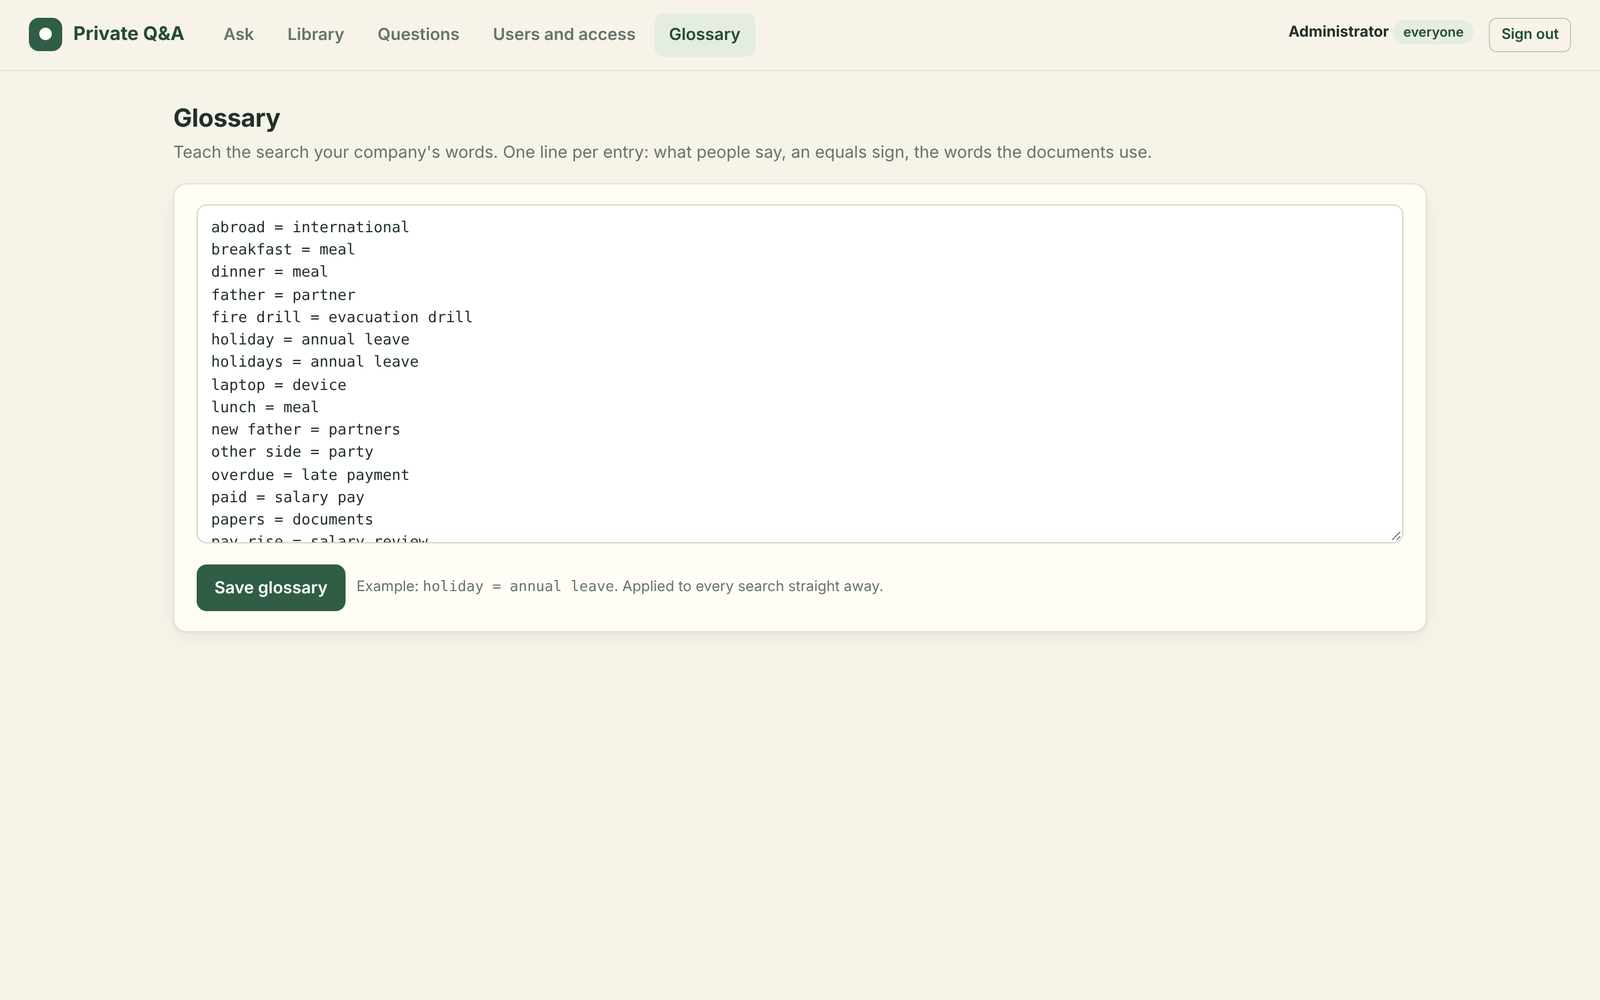 Private Q&A
Ask
Library
Questions
Users and access
Glossary
Administrator
everyone
Sign out
Glossary
Teach the search your company's words. One line per entry: what people say, an equals sign, the words the documents use.
abroad = international
breakfast = meal
dinner = meal
father = partner
fire drill = evacuation drill
holiday = annual leave
holidays = annual leave
laptop = device
lunch = meal
new father = partners
other side = party
overdue = late payment
paid = salary pay
papers = documents
pay rise = salary review
Save glossary
Example: holiday = annual leave. Applied to every search straight away.